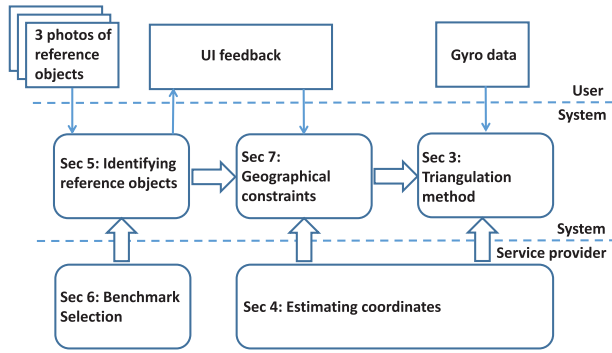 3 photos of
reference
objects
UI feedback
Gyro data
User
System
Sec 5: Identifying
reference objects
Sec 7:
Geographical
constraints
Sec 3:
Triangulation
method
System
Service provider
Sec 6: Benchmark
Selection
Sec 4: Estimating coordinates